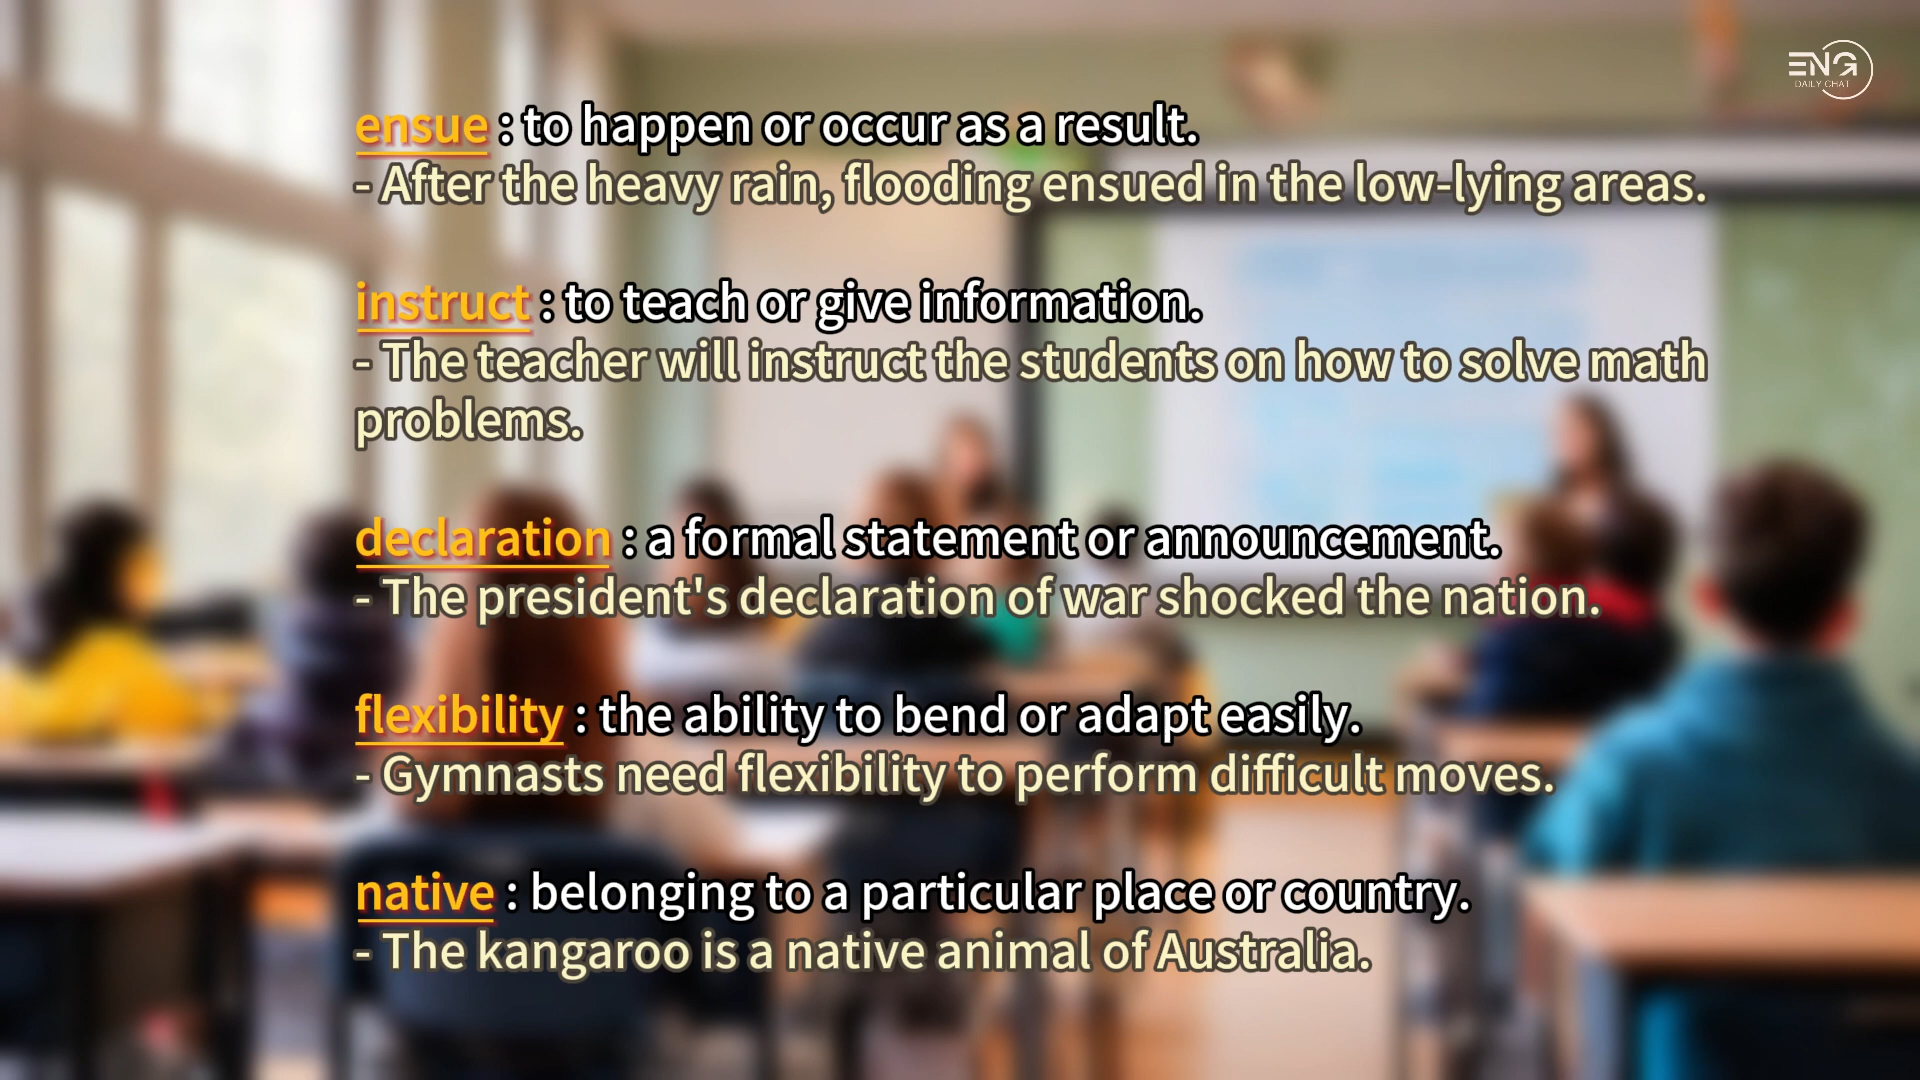 ENG
DAILY CHAT
ensue : to happen or occur as a result.
- After the heavy rain, flooding ensued in the low-lying areas.
instruct : to teach or give information.
- The teacher will instruct the students on how to solve math
problems.
declaration : a formal statement or announcement.
- The president's declaration of war shocked the nation.
flexibility : the ability to bend or adapt easily.
- Gymnasts need flexibility to perform difficult moves.
native : belonging to a particular place or country.
- The kangaroo is a native animal of Australia.